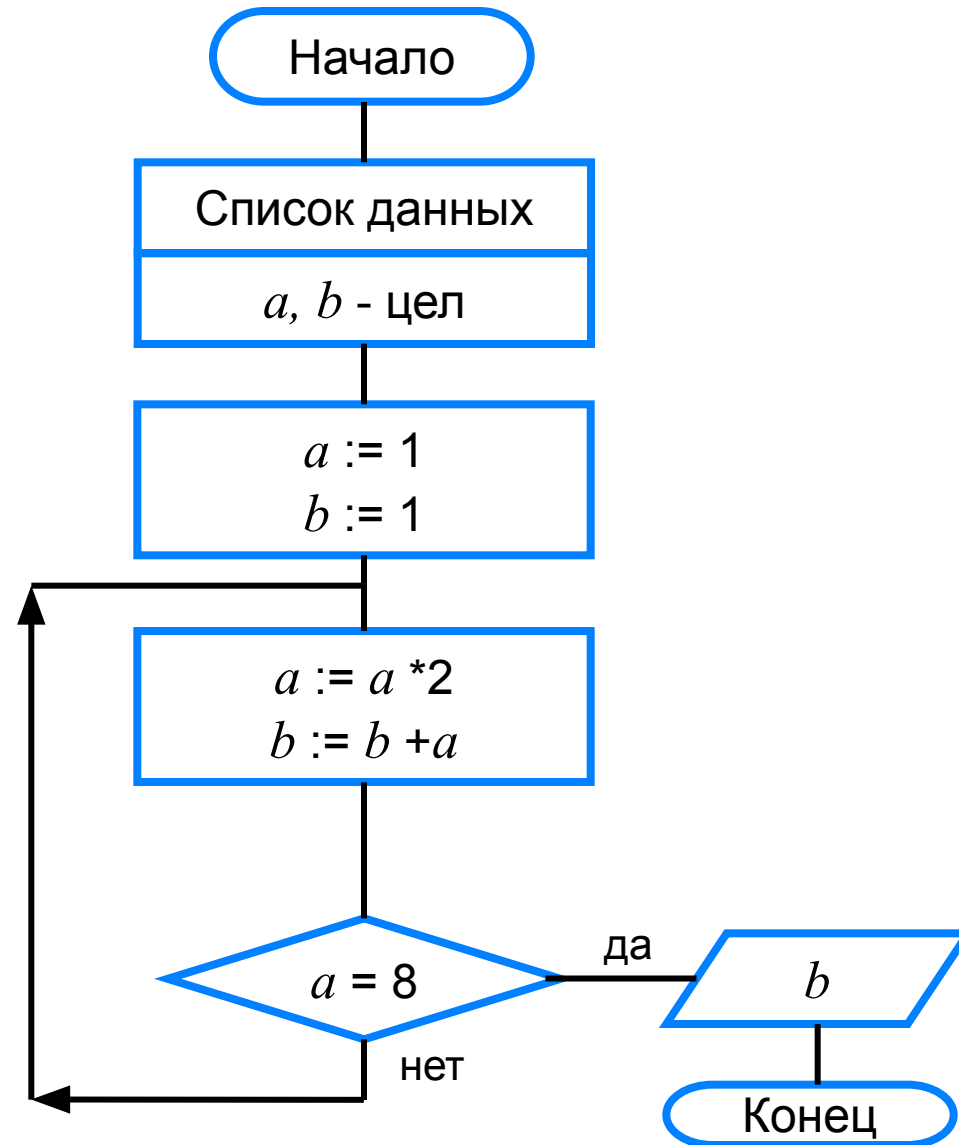 Начало
Список данных
a, b - цел
a := 1
b := 1
a := a *2
b := b +a
a = 8
да
b
нет
Конец